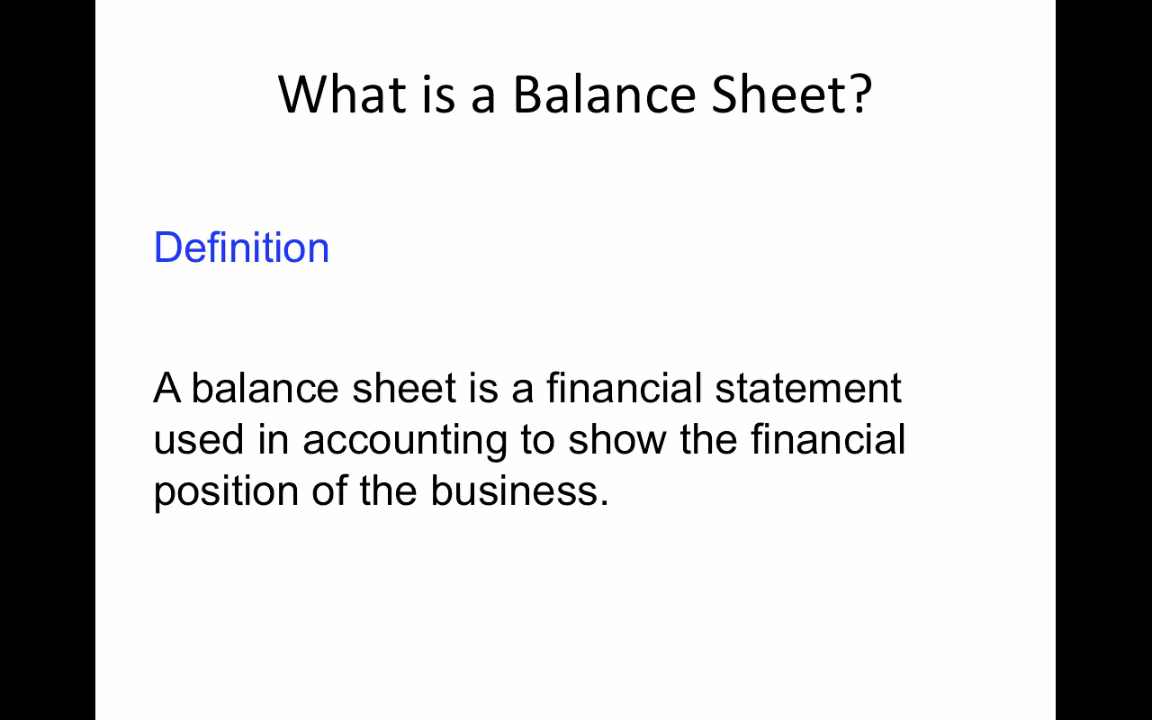 What is a Balance Sheet?
Definition
A balance sheet is a financial statement
used in accounting to show the financial
position of the business.